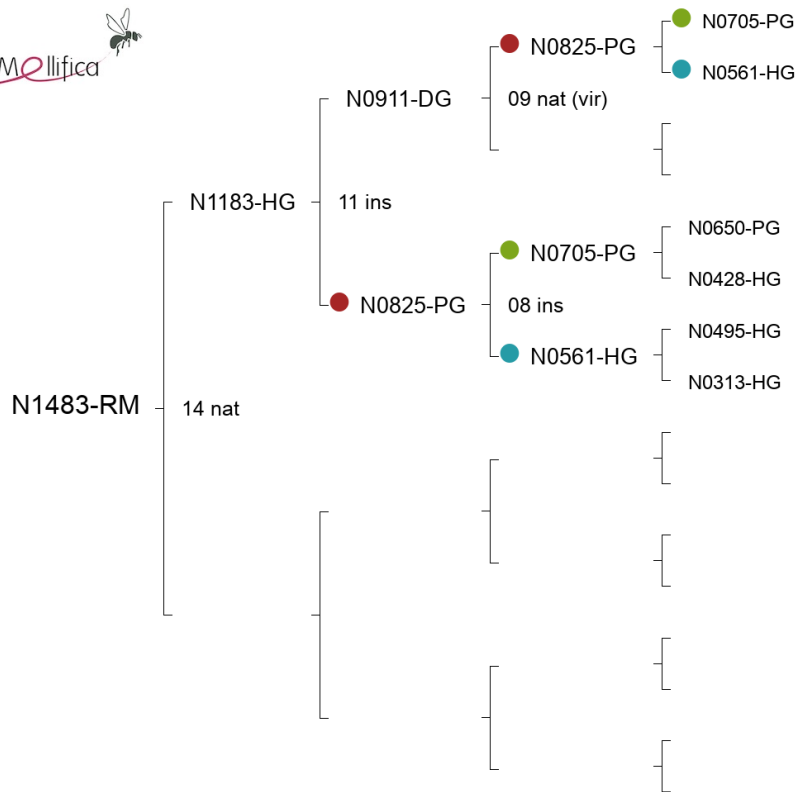 Mellifica
N0705-PG
N0825-PG
N0561-HG
N0911-DG
09 nat (vir)
N1183-HG
11 ins
N0650-PG
N0705-PG
N0428-HG
N0825-PG
08 ins
N0495-HG
N0561-HG
N0313-HG
N1483-RM
14 nat